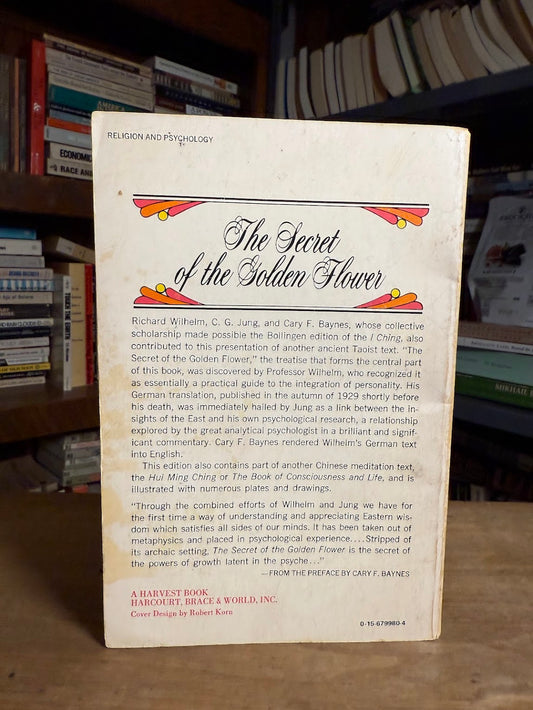 RELIGION AND PSYCHOLOGY
The Secret
of the Golden Flower
Richard Wilhelm, C. G. Jung, and Cary F. Baynes, whose collective
scholarship made possible the Bollingen edition of the I Ching, also
contributed to this presentation of another ancient Taoist text. "The
Secret of the Golden Flower," the treatise that forms the central part
of this book, was discovered by Professor Wilhelm, who recognized it
as essentially a practical guide to the integration of personality. His
German translation, published in the autumn of 1929 shortly before
his death, was immediately hailed by Jung as a link between the in-
sights of the East and his own psychological research, a relationship
explored by the great analytical psychologist in a brilliant and signif-
icant commentary. Cary F. Baynes rendered Wilhelm's German text
into English.
This edition also contains part of another Chinese meditation text,
the Hui Ming Ching or The Book of Consciousness and Life, and is
illustrated with numerous plates and drawings.
"Through the combined efforts of Wilhelm and Jung we have for
the first time a way of understanding and appreciating Eastern wis-
dom which satisfies all sides of our minds. It has been taken out of
metaphysics and placed in psychological experience....Stripped of
its archaic setting, The Secret of the Golden Flower is the secret of
the powers of growth latent in the psyche..."
—FROM THE PREFACE BY CARY F. BAYNES
A HARVEST BOOK
HARCOURT, BRACE & WORLD, INC.
Cover Design by Robert Korn
0-15-679980-4
AMERICA
ECONOMIC
RACE AND
TOUCH THE EARTH
MIKHAIL